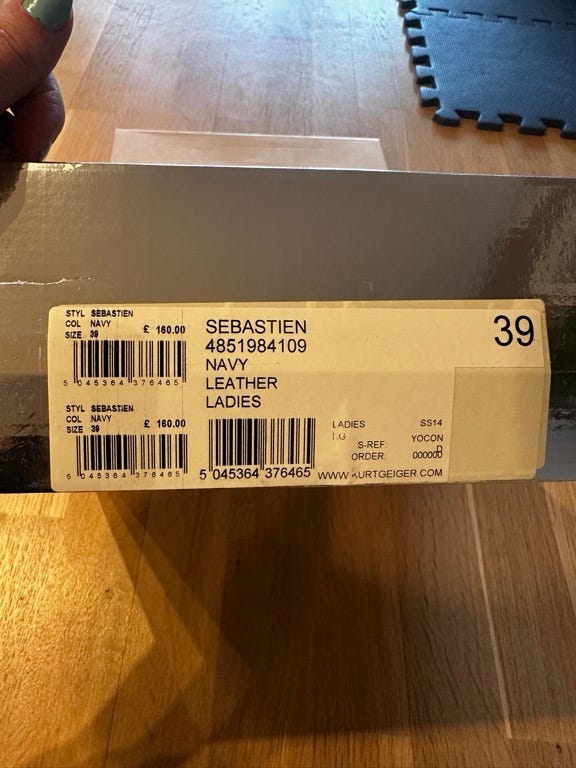 STYL SEBASTIEN
COL NAVY
SIZE 39
£ 160.00
5 045364 376465
STYL SEBASTIEN
COL NAVY
SIZE 39
£ 160.00
5 045364 376465
SEBASTIEN
4851984109
NAVY
LEATHER
LADIES
5 045364 376465
39
LADIES SS14
S-REF: YOCON
D
ORDER: 000000
WWW.KURTGEIGER.COM